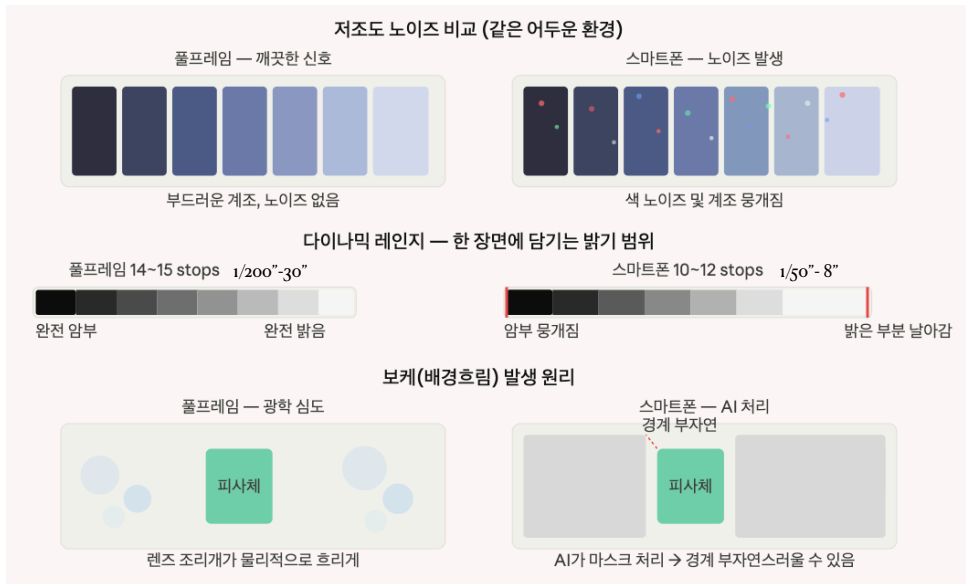 저조도 노이즈 비교 (같은 어두운 환경)
풀프레임 — 깨끗한 신호
스마트폰 — 노이즈 발생
부드러운 계조, 노이즈 없음
색 노이즈 및 계조 뭉개짐
다이나믹 레인지 — 한 장면에 담기는 밝기 범위
풀프레임 14~15 stops 1/200"-30"
스마트폰 10~12 stops 1/50"- 8"
완전 암부
완전 밝음
암부 뭉개짐
밝은 부분 날아감
보케(배경흐림) 발생 원리
풀프레임 — 광학 심도
스마트폰 — AI 처리
경계 부자연
피사체
피사체
렌즈 조리개가 물리적으로 흐리게
AI가 마스크 처리 → 경계 부자연스러울 수 있음